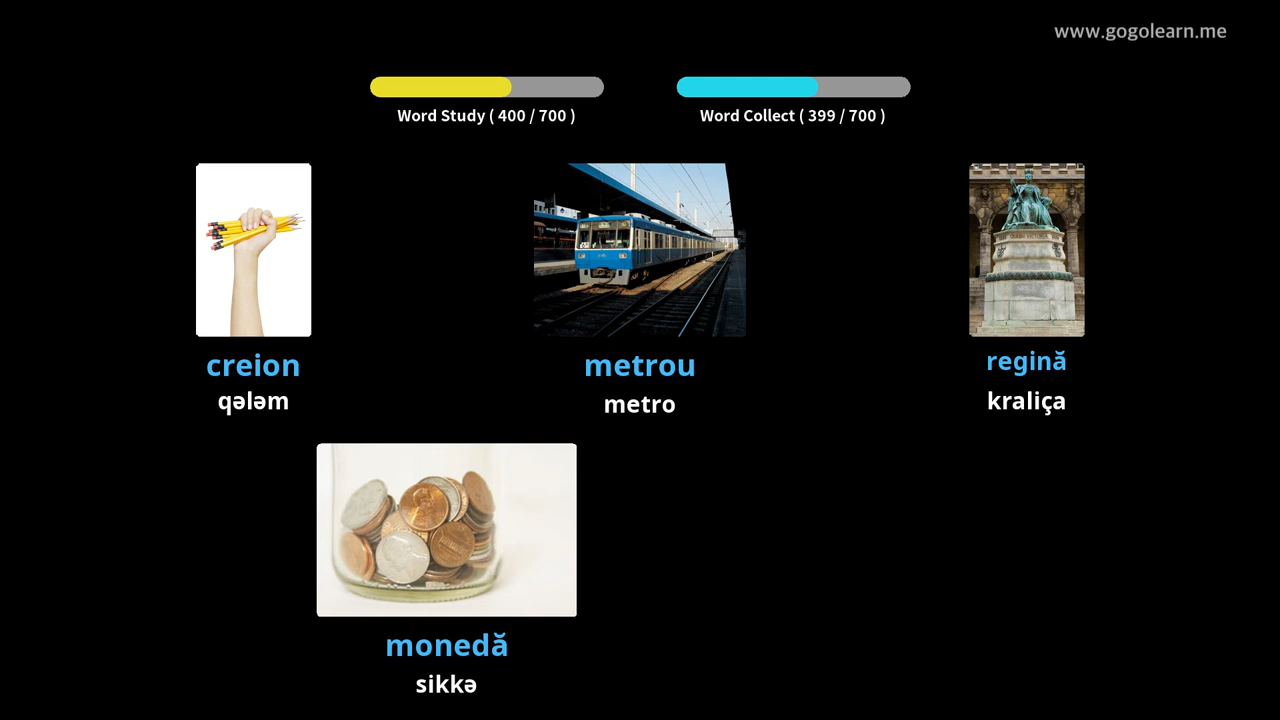 www.gogolearn.me
Word Study ( 400 / 700 )
Word Collect ( 399 / 700 )
creion
qələm
metrou
metro
regină
kraliça
monedă
sikkə